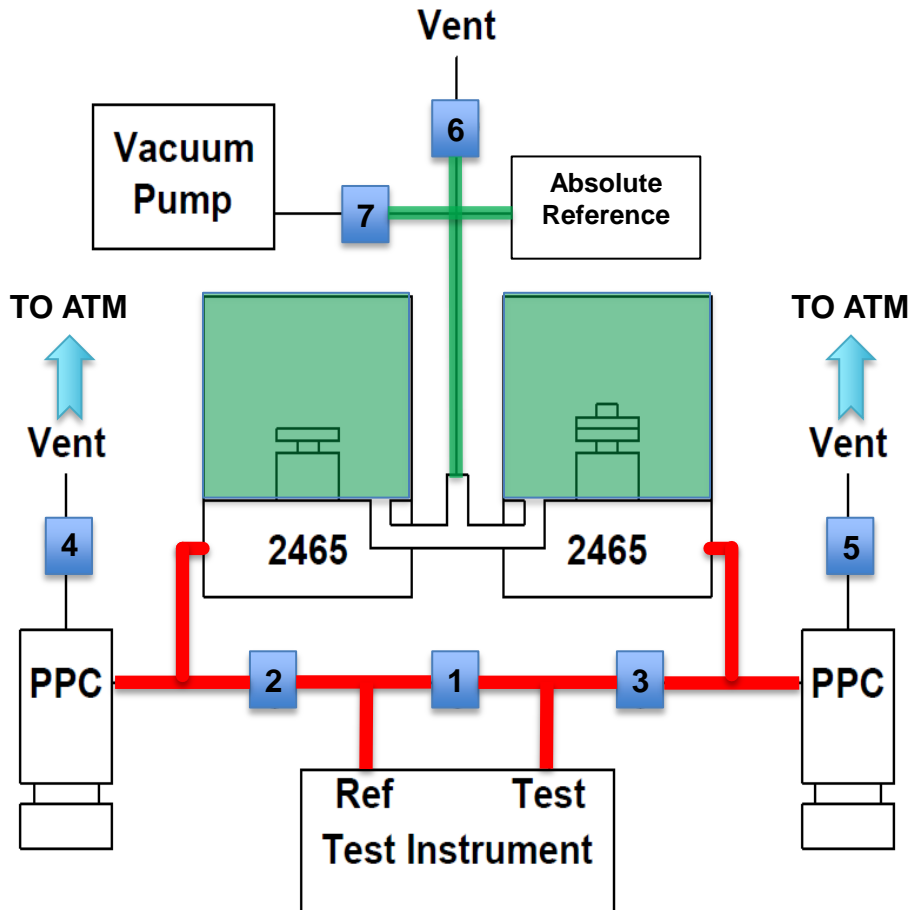 Vent
6
Vacuum
Pump
7
Absolute
Reference
TO ATM
TO ATM
Vent
Vent
4
2465
2465
5
PPC
2
1
3
PPC
Ref
Test
Test Instrument